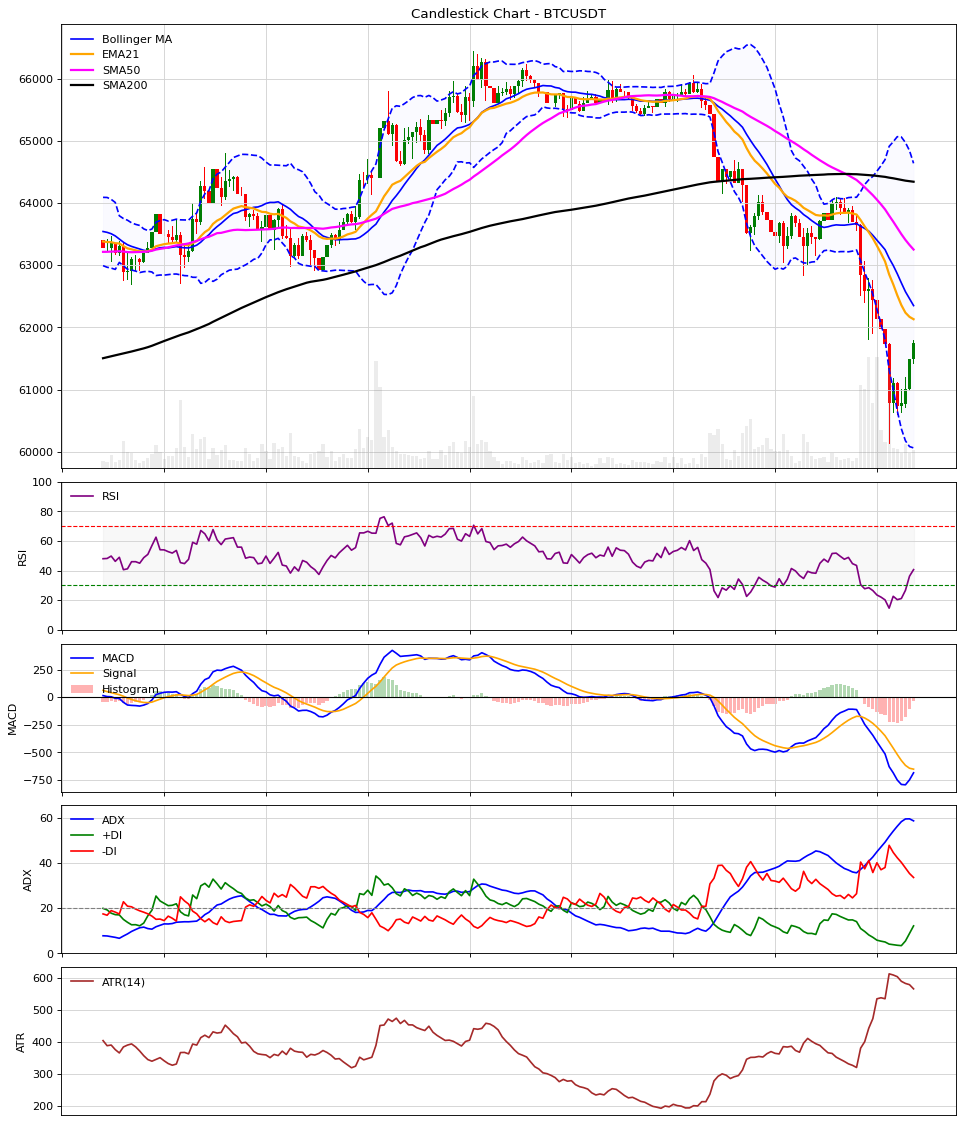 Candlestick Chart - BTCUSDT
Bollinger MA
EMA21
SMA50
SMA200
66000
65000
64000
63000
62000
61000
60000
RSI
RSI
100
80
60
40
20
0
MACD
Signal
Histogram
MACD
250
0
−250
−500
−750
ADX
+DI
-DI
ADX
60
40
20
0
ATR(14)
ATR
600
500
400
300
200